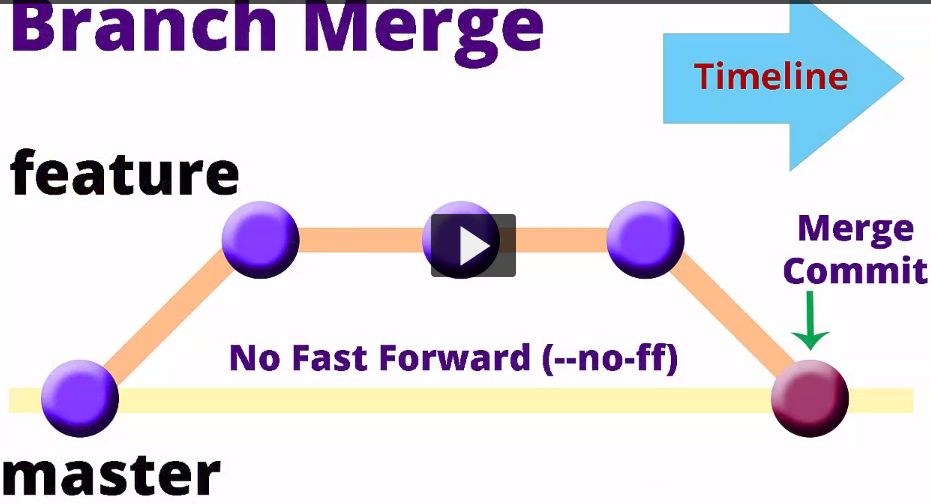 Branch Merge
Timeline
feature
Merge
Commit
No Fast Forward (--no-ff)
master